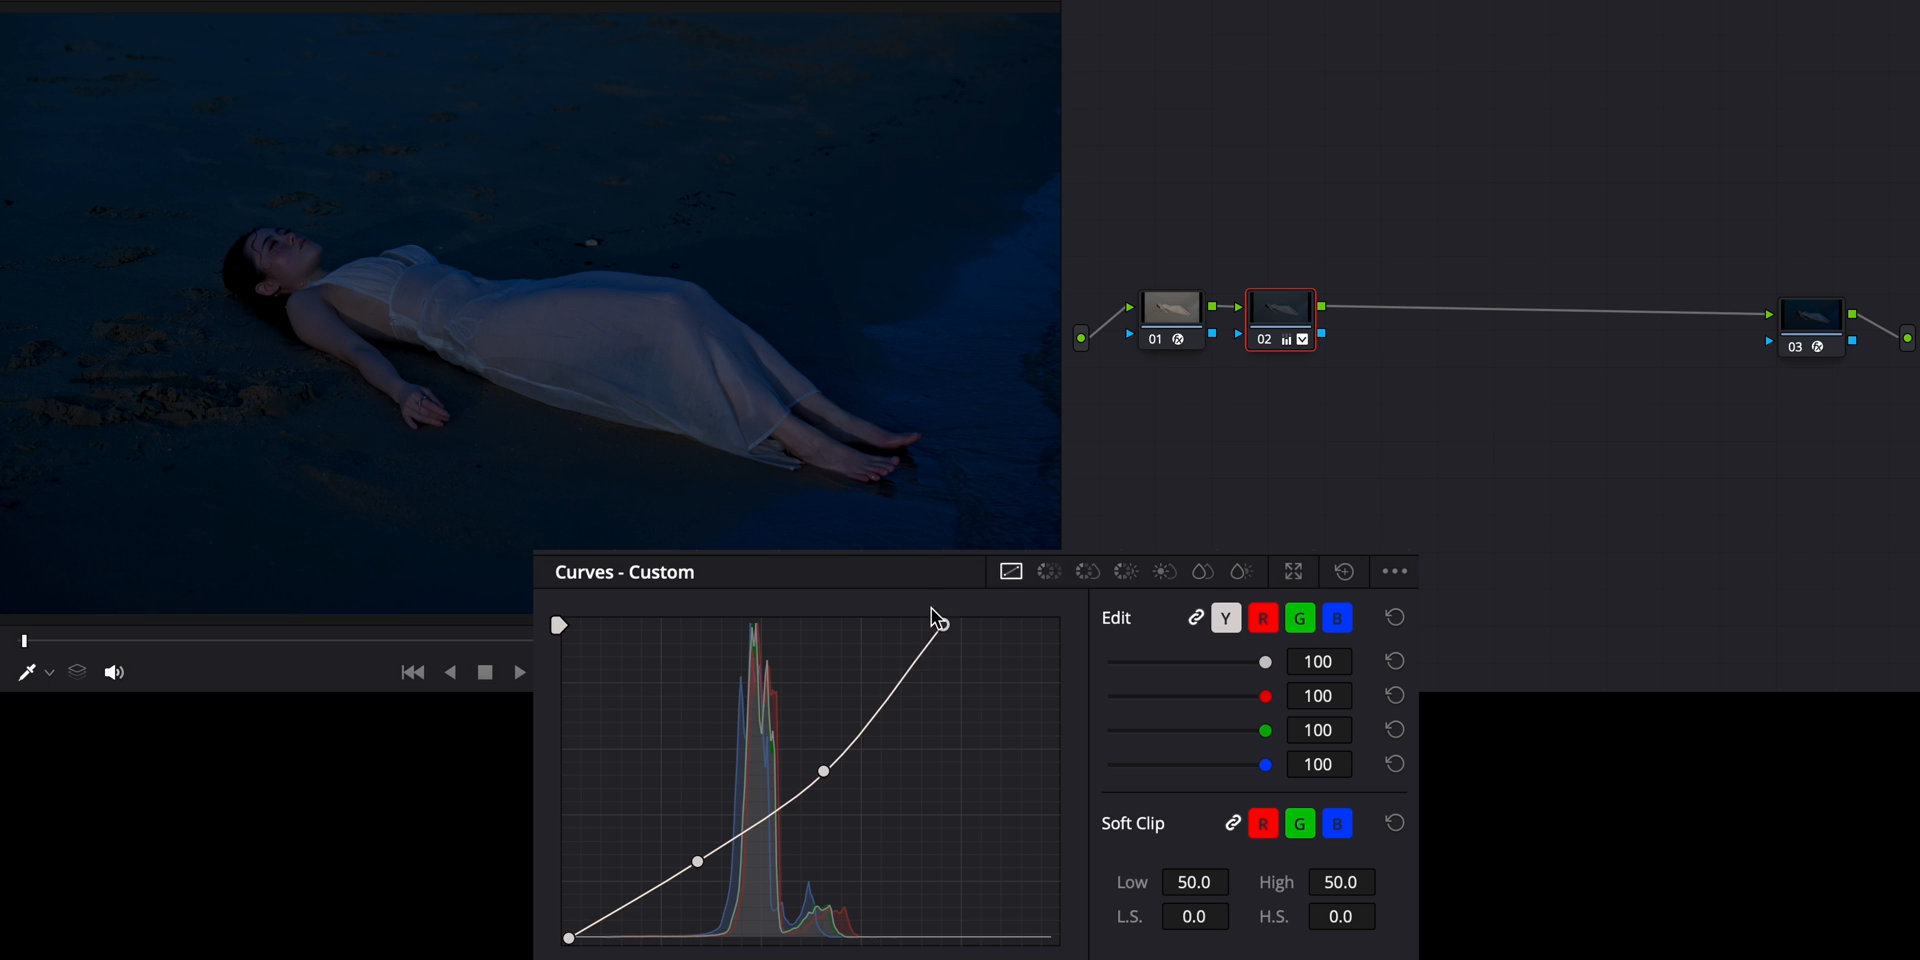 01
02
03
Curves - Custom
Edit
Y
R
G
B
100
100
100
100
Soft Clip
R
G
B
Low
50.0
High
50.0
L.S.
0.0
H.S.
0.0